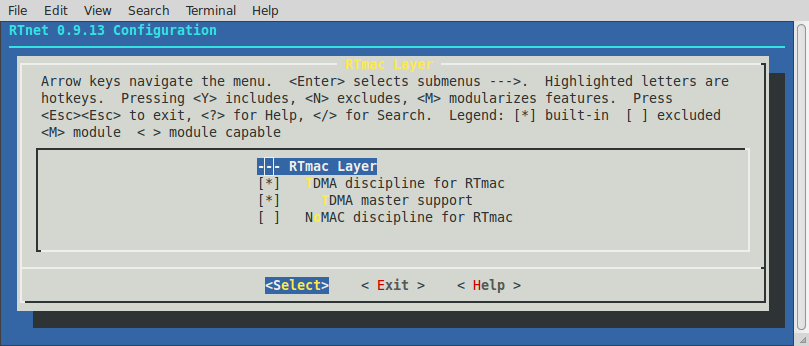 File Edit View Search Terminal Help
RTnet 0.9.13 Configuration
RTmac Layer
Arrow keys navigate the menu. <Enter> selects submenus --->. Highlighted letters are
hotkeys. Pressing <Y> includes, <N> excludes, <M> modularizes features. Press
<Esc><Esc> to exit, <?> for Help, </> for Search. Legend: [*] built-in [ ] excluded
<M> module < > module capable
--- RTmac Layer
[*] TDMA discipline for RTmac
[*] TDMA master support
[ ] NoMAC discipline for RTmac
<Select> < Exit > < Help >